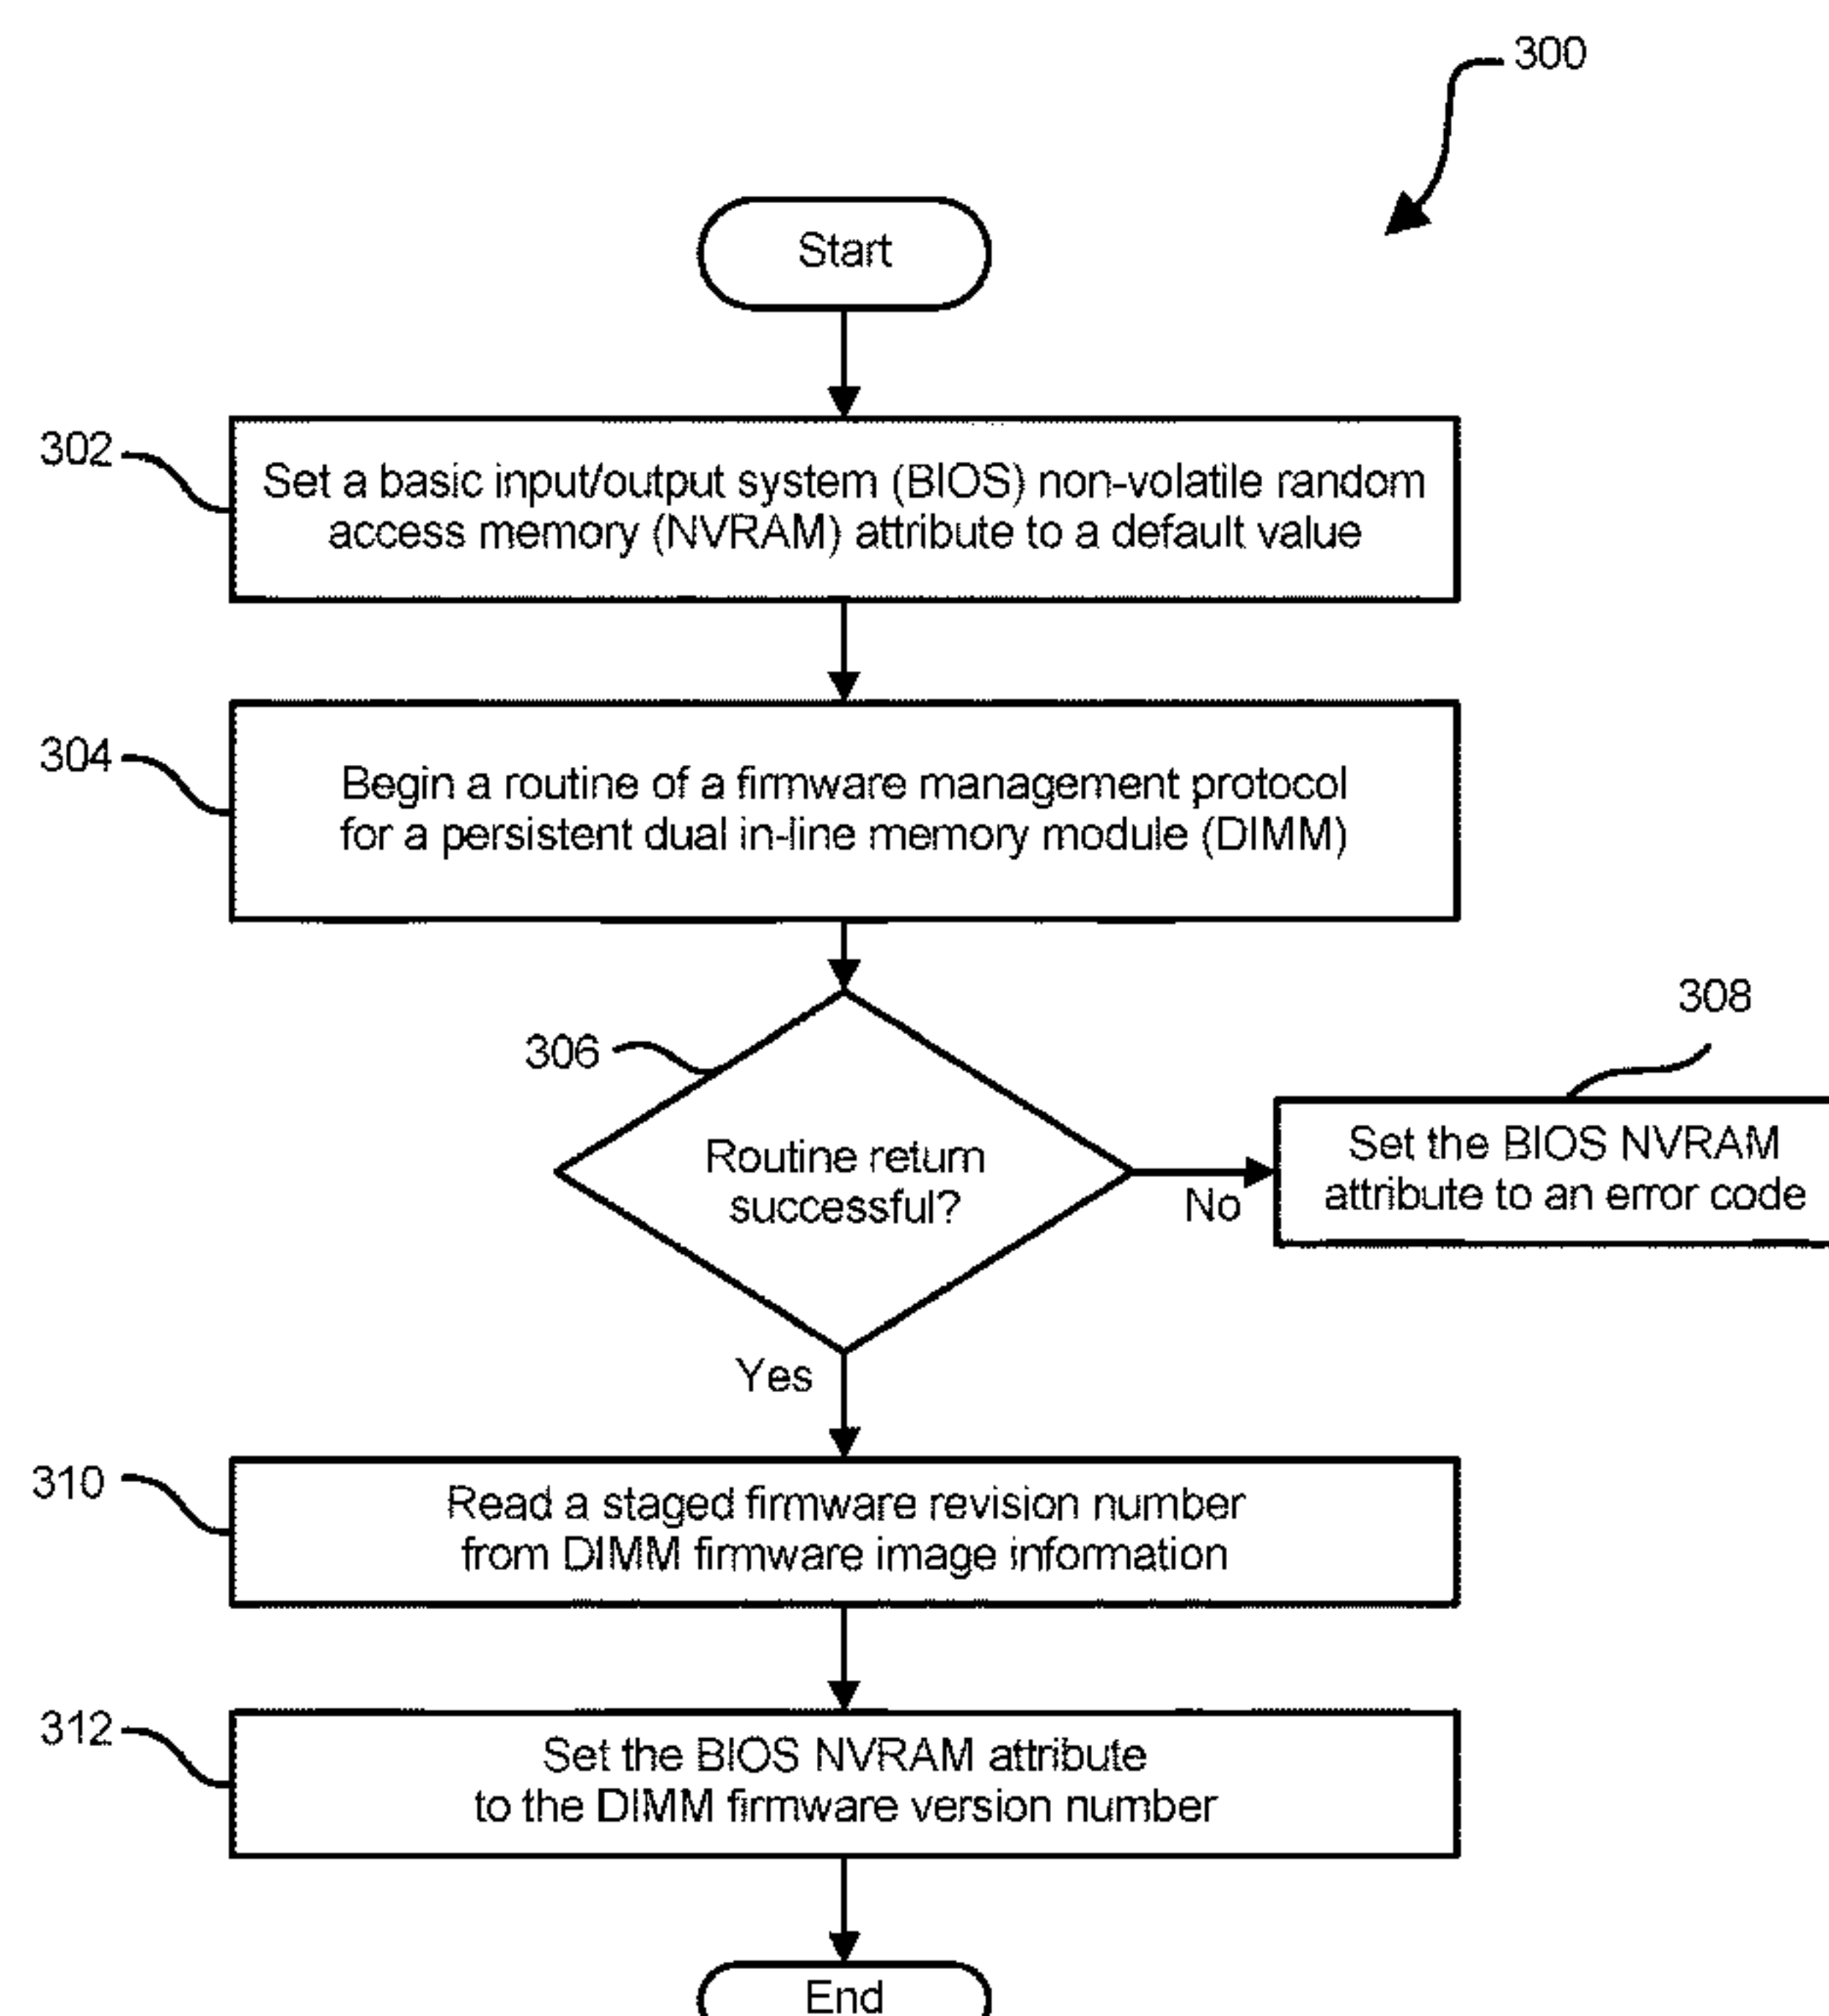 300
Start
302
Set a basic input/output system (BIOS) non-volatile random
access memory (NVRAM) attribute to a default value
304
Begin a routine of a firmware management protocol
for a persistent dual in-line memory module (DIMM)
306
308
Routine return
successful?
No
Set the BIOS NVRAM
attribute to an error code
Yes
310
Read a staged firmware revision number
from DIMM firmware image information
312
Set the BIOS NVRAM attribute
to the DIMM firmware version number
End